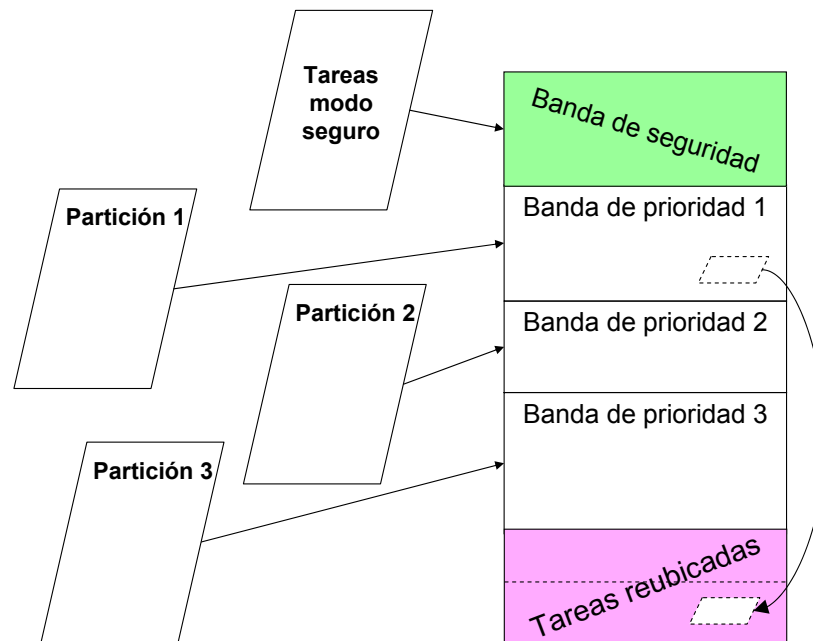 Tareas
modo
seguro
Banda de seguridad
Partición 1
Banda de prioridad 1
Partición 2
Banda de prioridad 2
Partición 3
Banda de prioridad 3
Tareas reubicadas